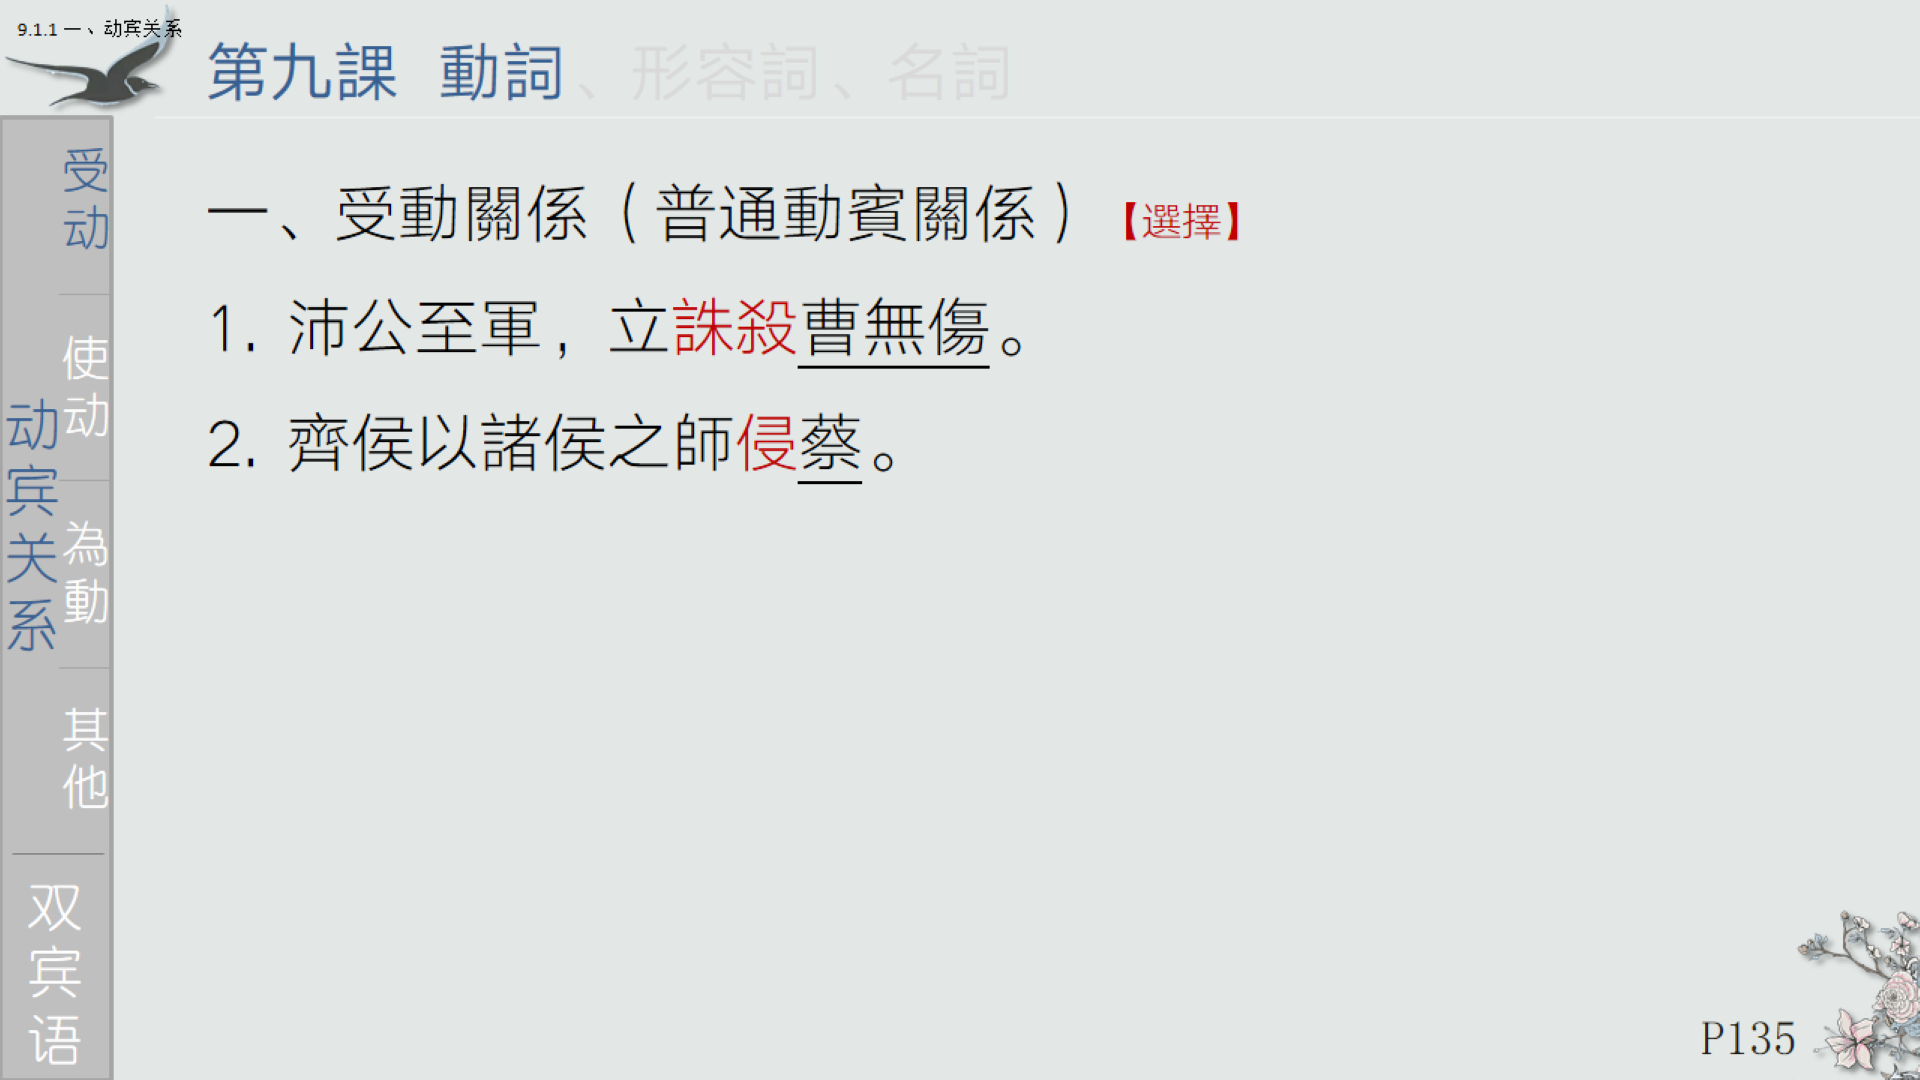 9.1.1 一、动宾关系
第九課 動詞、形容詞、名詞
受动
使动
為動
其他
动宾关系
双宾语
一、受動關係（普通動賓關係）【選擇】
1. 沛公至軍，立誅殺曹無傷。
2. 齊侯以諸侯之師侵蔡。
P135